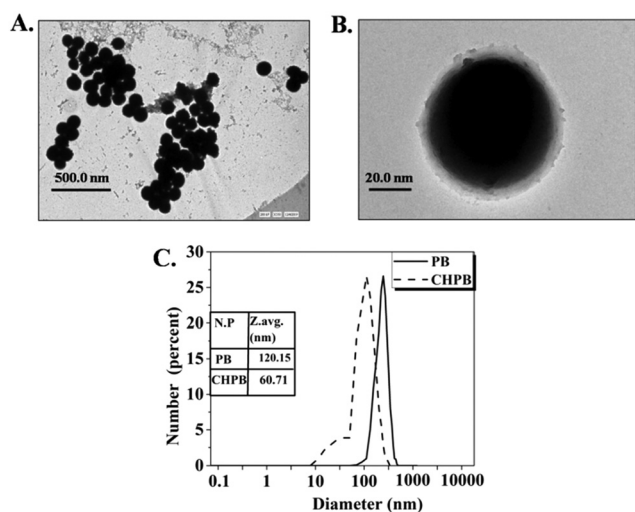 A.
500.0 nm
B.
20.0 nm
C.
30
25
20
15
10
5
0
Number (percent)
PB
CHPB
N.P Z.avg. (nm)
PB 120.15
CHPB 60.71
0.1 1 10 100 1000 10000
Diameter (nm)